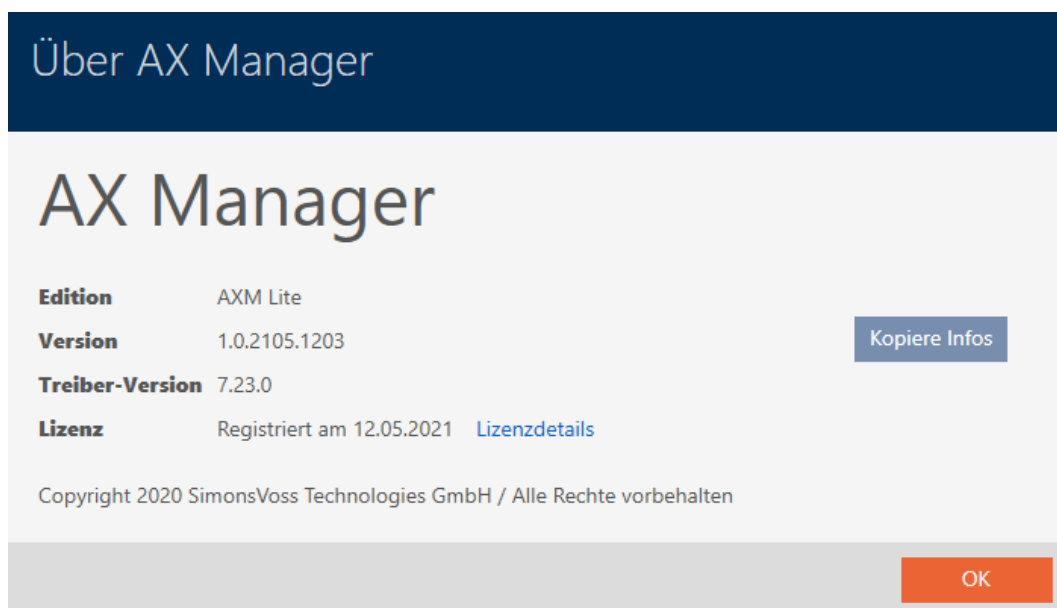 Über AX Manager
AX Manager
Edition AXM Lite
Version 1.0.2105.1203
Kopiere Infos
Treiber-Version 7.23.0
Lizenz Registriert am 12.05.2021 Lizenzdetails
Copyright 2020 SimonsVoss Technologies GmbH / Alle Rechte vorbehalten
OK